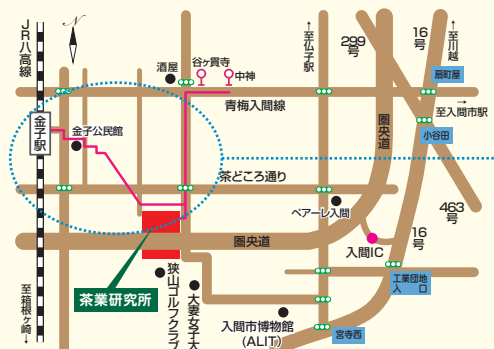 JR八高線
N
酒屋
谷ヶ貫寺
中神
至仏子駅
299号
16号
至川越
扇町屋
至入間市駅
小谷田
青梅入間線
圏央道
金子駅
金子公民館
茶どころ通り
ペアーレ入間
463号
16号
圏央道
入間IC
茶業研究所
狭山ゴルフクラブ
大妻女子大
工業団地
入口
入間市博物館
(ALIT)
宮寺西
至箱根ヶ崎